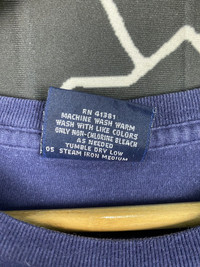 RN 41381
MACHINE WASH WARM
WASH WITH LIKE COLORS
ONLY NON-CHLORINE BLEACH
AS NEEDED
TUMBLE DRY LOW
05 STEAM IRON MEDIUM